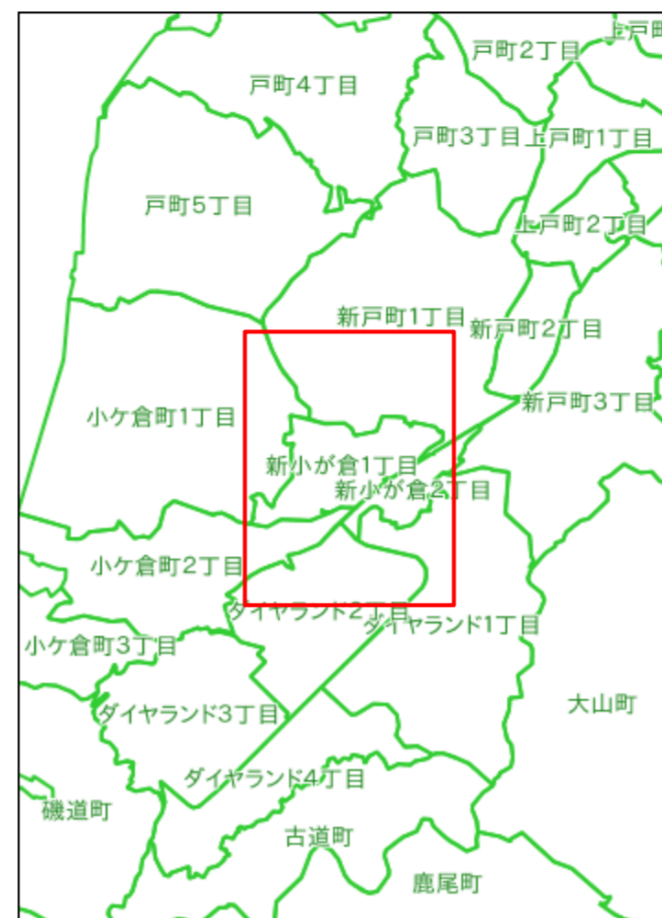 上戸町
戸町2丁目
戸町4丁目
戸町3丁目
上戸町1丁目
戸町5丁目
上戸町2丁目
新戸町1丁目
新戸町2丁目
新戸町3丁目
小ケ倉町1丁目
新小が倉1丁目
新小が倉2丁目
小ケ倉町2丁目
ダイヤランド2丁目
ダイヤランド1丁目
小ケ倉町3丁目
大山町
ダイヤランド3丁目
ダイヤランド4丁目
磯道町
古道町
鹿尾町